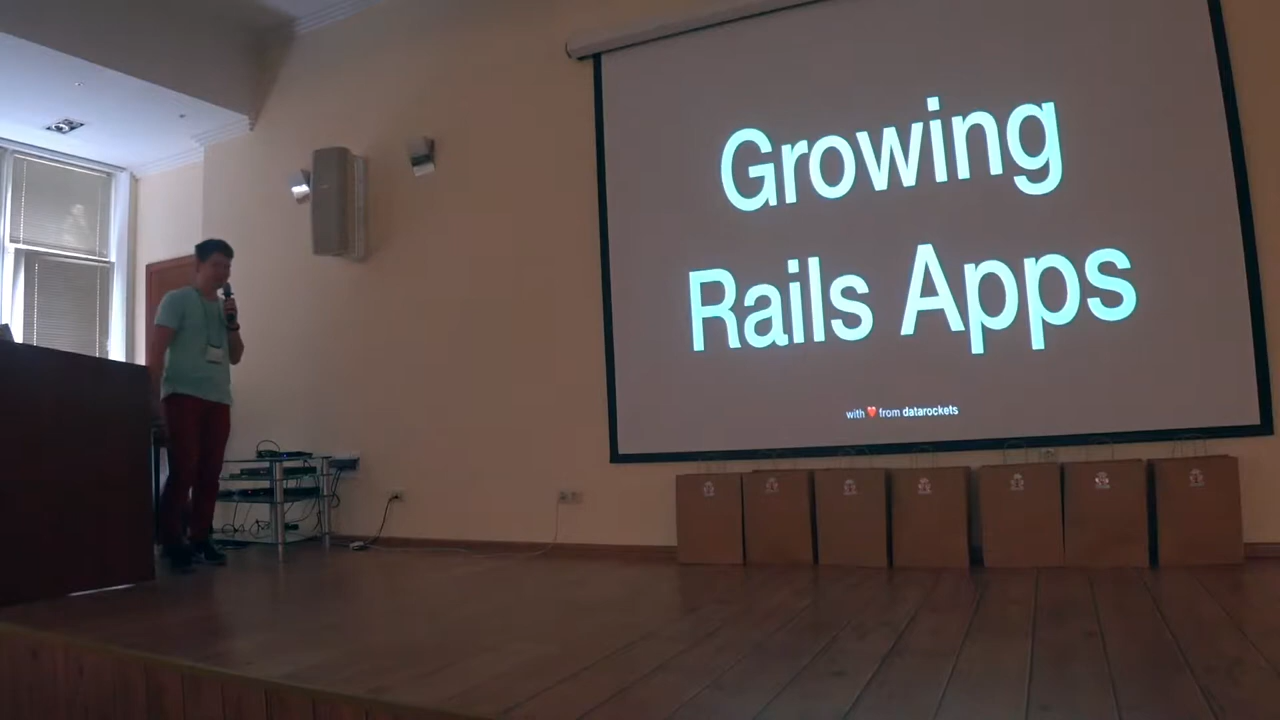 Growing
Rails Apps
with ❤️ from datarockets